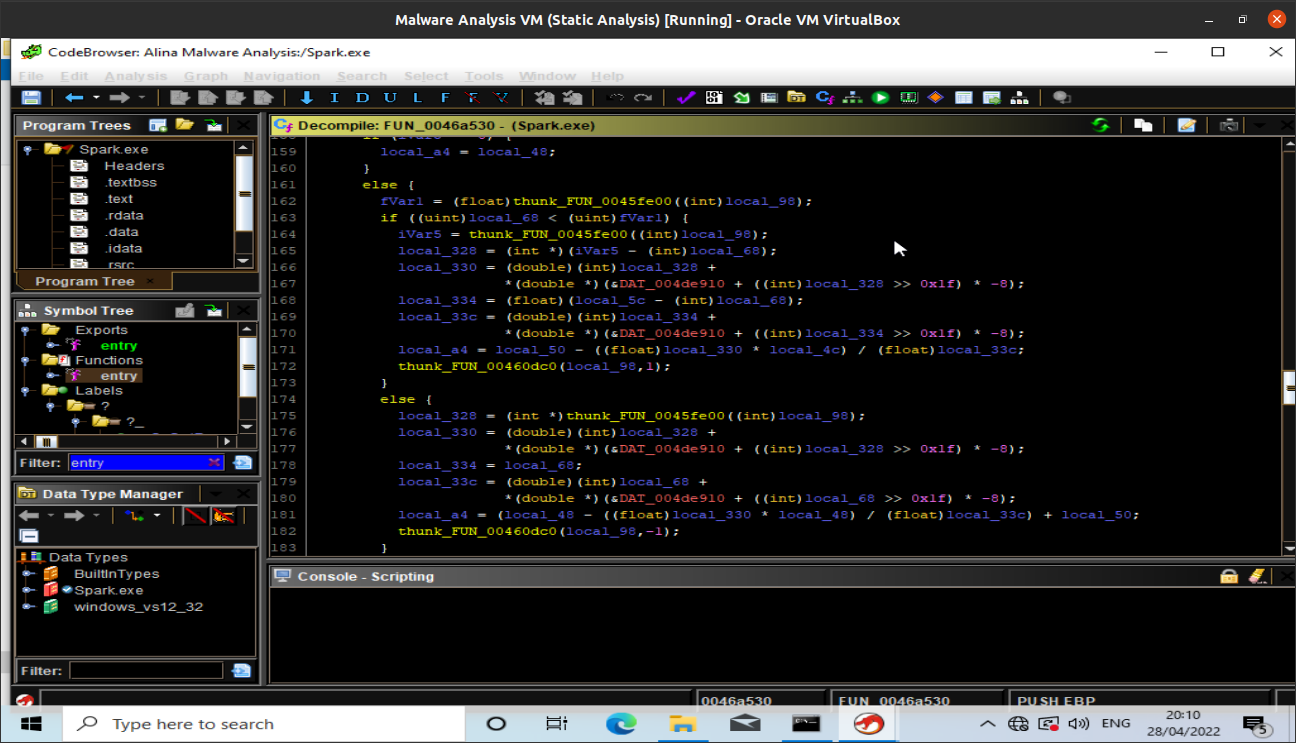 Malware Analysis VM (Static Analysis) [Running] - Oracle VM VirtualBox
CodeBrowser: Alina Malware Analysis:/Spark.exe
File Edit Analysis Graph Navigation Search Select Tools Window Help
I D U L F
Program Trees
Spark.exe
Headers
.textbss
.text
.rdata
.data
.idata
.rsrc
Program Tree ×
Symbol Tree
Exports
entry
Functions
entry
Labels
?
?_
Filter: entry
Data Type Manager
Data Types
BuiltInTypes
Spark.exe
windows_vs12_32
Filter:
Decompile: FUN_0046a530 - (Spark.exe)
159 local_a4 = local_48;
160 }
161 else {
162 fVar1 = (float)thunk_FUN_0045fe00((int)local_98);
163 if ((uint)local_68 < (uint)fVar1) {
164 iVar5 = thunk_FUN_0045fe00((int)local_98);
165 local_328 = (int *)(iVar5 - (int)local_68);
166 local_330 = (double)(int)local_328 +
167 *(double *)(&DAT_004de910 + ((int)local_328 >> 0x1f) * -8);
168 local_334 = (float)(local_5c - (int)local_68);
169 local_33c = (double)(int)local_334 +
170 *(double *)(&DAT_004de910 + ((int)local_334 >> 0x1f) * -8);
171 local_a4 = local_50 - ((float)local_330 * local_4c) / (float)local_33c;
172 thunk_FUN_00460dc0(local_98,1);
173 }
174 else {
175 local_328 = (int *)thunk_FUN_0045fe00((int)local_98);
176 local_330 = (double)(int)local_328 +
177 *(double *)(&DAT_004de910 + ((int)local_328 >> 0x1f) * -8);
178 local_334 = local_68;
179 local_33c = (double)(int)local_68 +
180 *(double *)(&DAT_004de910 + ((int)local_68 >> 0x1f) * -8);
181 local_a4 = (local_48 - ((float)local_330 * local_48) / (float)local_33c) + local_50;
182 thunk_FUN_00460dc0(local_98,-1);
183 }
Console - Scripting
0046a530 FUN_0046a530 PUSH EBP
Type here to search
ENG
20:10
28/04/2022
5